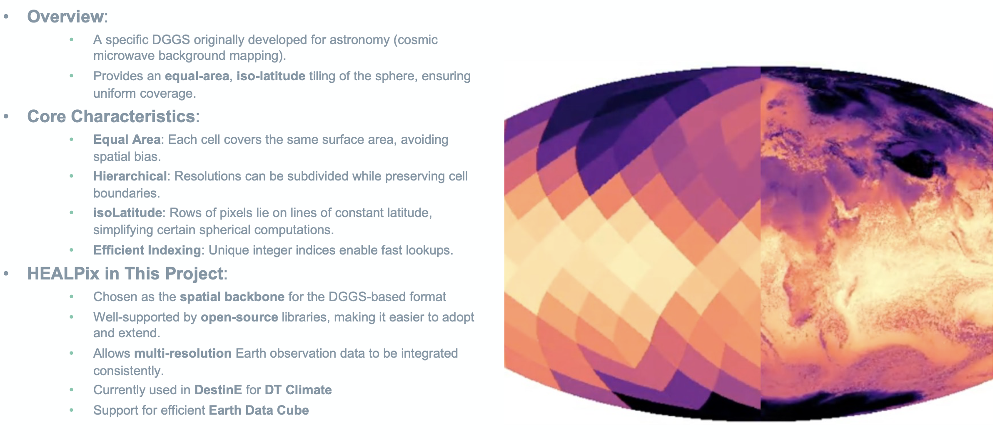 • Overview:
• A specific DGGS originally developed for astronomy (cosmic
microwave background mapping).
• Provides an equal-area, iso-latitude tiling of the sphere, ensuring
uniform coverage.
• Core Characteristics:
• Equal Area: Each cell covers the same surface area, avoiding
spatial bias.
• Hierarchical: Resolutions can be subdivided while preserving cell
boundaries.
• isoLatitude: Rows of pixels lie on lines of constant latitude,
simplifying certain spherical computations.
• Efficient Indexing: Unique integer indices enable fast lookups.
• HEALPix in This Project:
• Chosen as the spatial backbone for the DGGS-based format
• Well-supported by open-source libraries, making it easier to adopt
and extend.
• Allows multi-resolution Earth observation data to be integrated
consistently.
• Currently used in DestinE for DT Climate
• Support for efficient Earth Data Cube